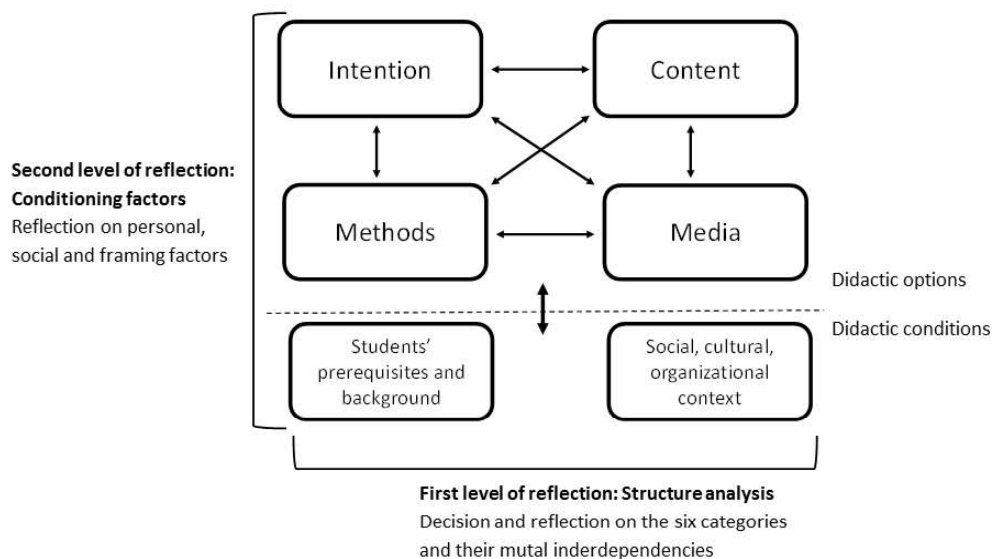 Intention
Content
Second level of reflection:
Conditioning factors
Reflection on personal,
social and framing factors
Methods
Media
Didactic options
Didactic conditions
Students'
prerequisites and
background
Social, cultural,
organizational
context
First level of reflection: Structure analysis
Decision and reflection on the six categories
and their mutal inderdependencies